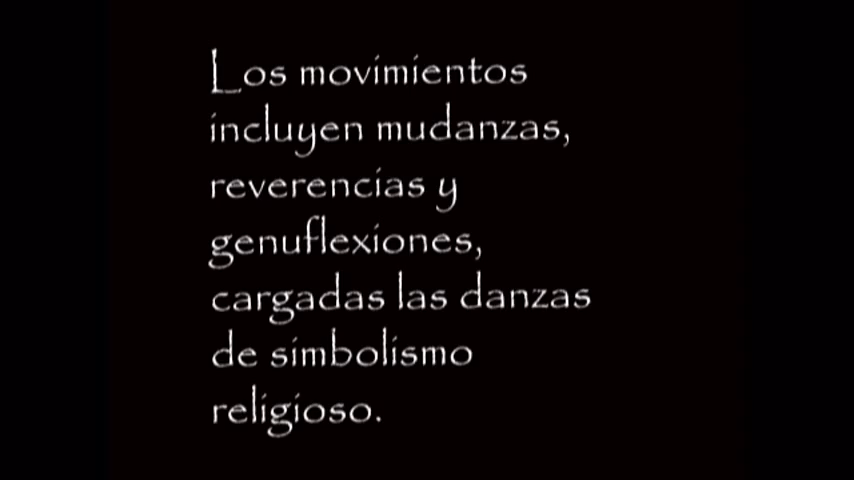 Los movimientos
incluyen mudanzas,
reverencias y
genuflexiones,
cargadas las danzas
de simbolismo
religioso.